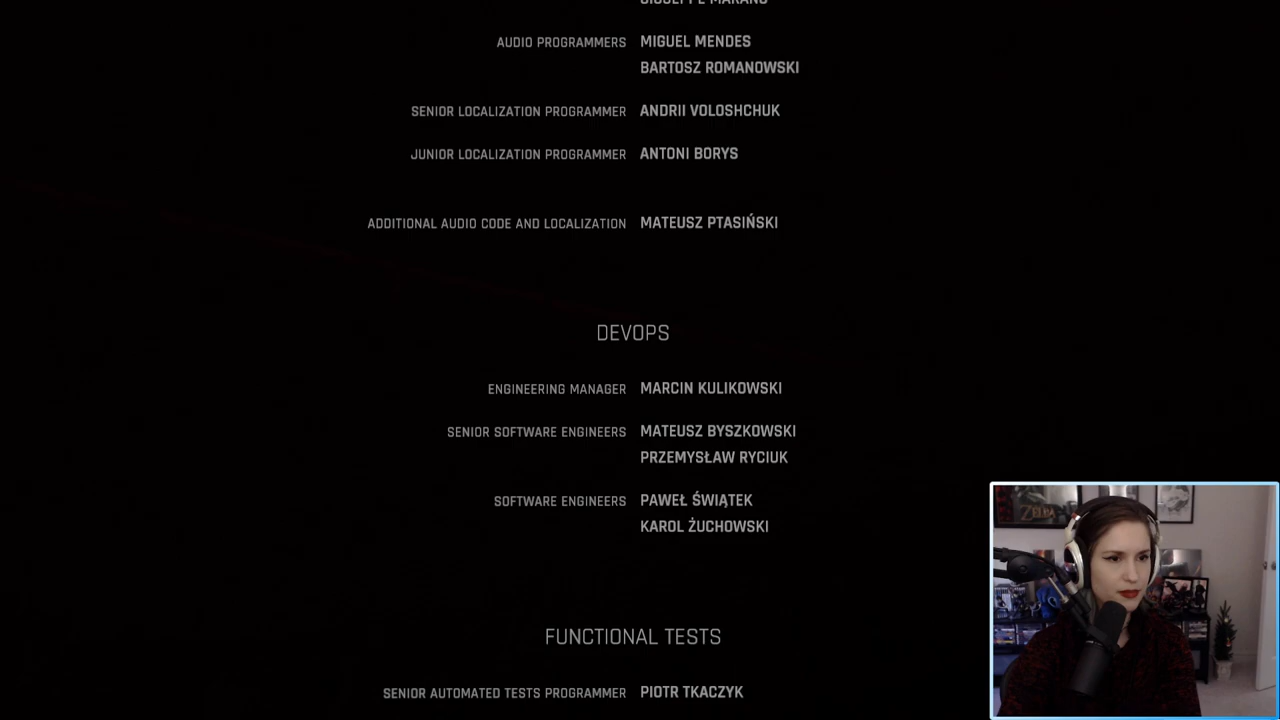 AUDIO PROGRAMMERS MIGUEL MENDES
BARTOSZ ROMANOWSKI
SENIOR LOCALIZATION PROGRAMMER ANDRII VOLOSHCHUK
JUNIOR LOCALIZATION PROGRAMMER ANTONI BORYS
ADDITIONAL AUDIO CODE AND LOCALIZATION MATEUSZ PTASIŃSKI
DEVOPS
ENGINEERING MANAGER MARCIN KULIKOWSKI
SENIOR SOFTWARE ENGINEERS MATEUSZ BYSZKOWSKI
PRZEMYSŁAW RYCIUK
SOFTWARE ENGINEERS PAWEŁ ŚWIĄTEK
KAROL ŻUCHOWSKI
FUNCTIONAL TESTS
SENIOR AUTOMATED TESTS PROGRAMMER PIOTR TKACZYK